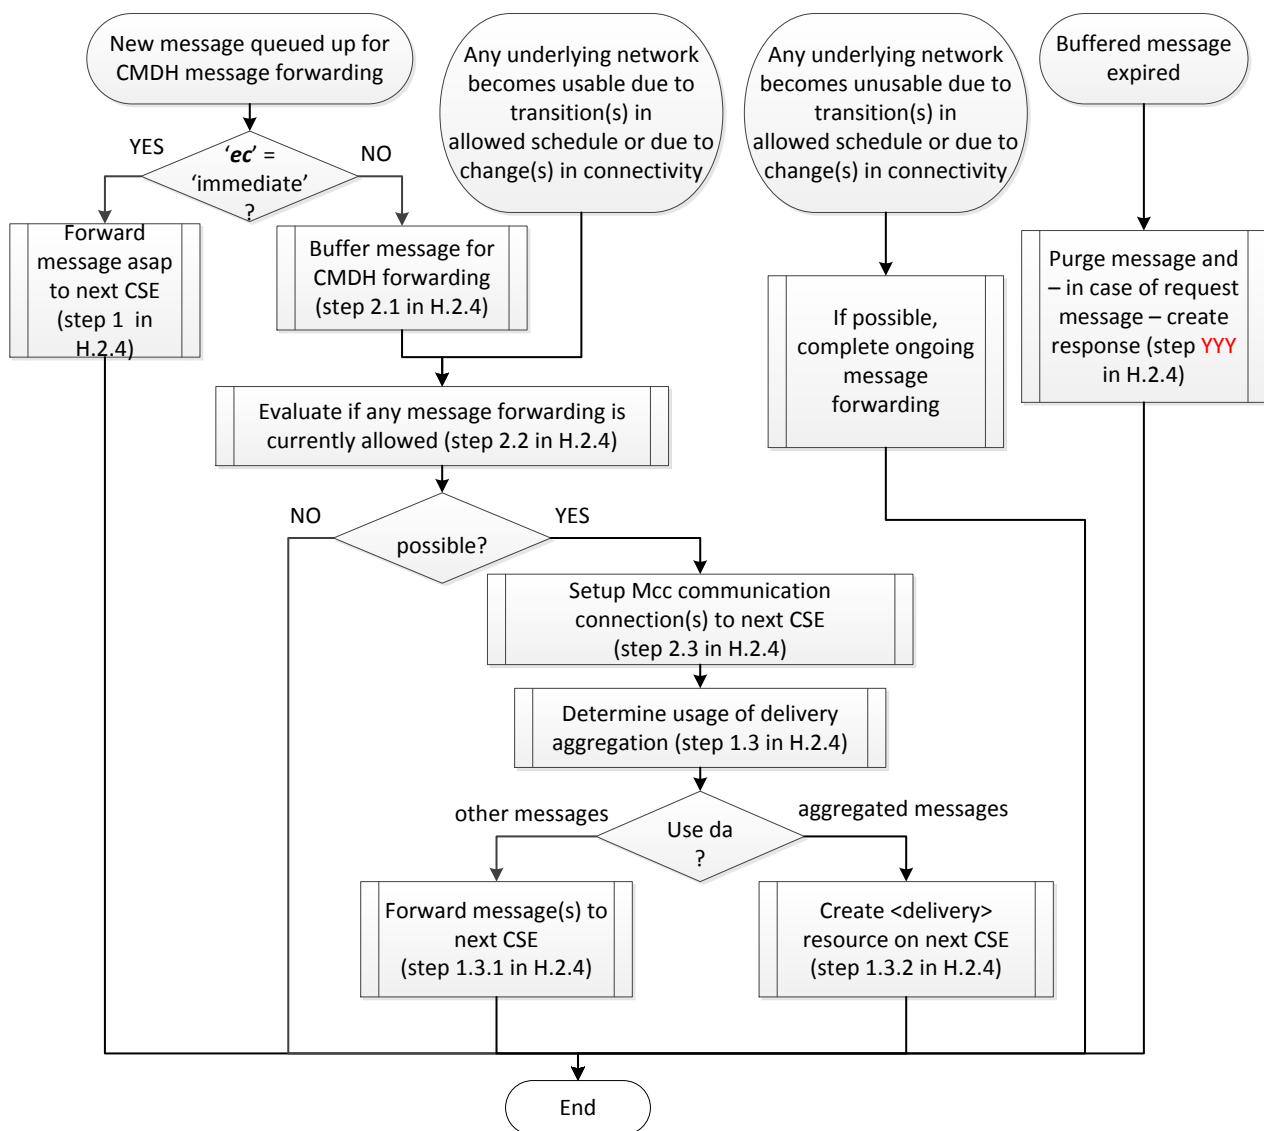 New message queued up for
CMDH message forwarding
Any underlying network
becomes usable due to
transition(s) in
allowed schedule or due to
change(s) in connectivity
Any underlying network
becomes unusable due to
transition(s) in
allowed schedule or due to
change(s) in connectivity
Buffered message
expired
YES
‘ec’ =
‘immediate’
?
NO
Forward
message asap
to next CSE
(step 1 in
H.2.4)
Buffer message for
CMDH forwarding
(step 2.1 in H.2.4)
If possible,
complete ongoing
message
forwarding
Purge message and
– in case of request
message – create
response (step YYY
in H.2.4)
Evaluate if any message forwarding is
currently allowed (step 2.2 in H.2.4)
NO
YES
possible?
Setup Mcc communication
connection(s) to next CSE
(step 2.3 in H.2.4)
Determine usage of delivery
aggregation (step 1.3 in H.2.4)
other messages
aggregated messages
Use da
?
Forward message(s) to
next CSE
(step 1.3.1 in H.2.4)
Create <delivery>
resource on next CSE
(step 1.3.2 in H.2.4)
End